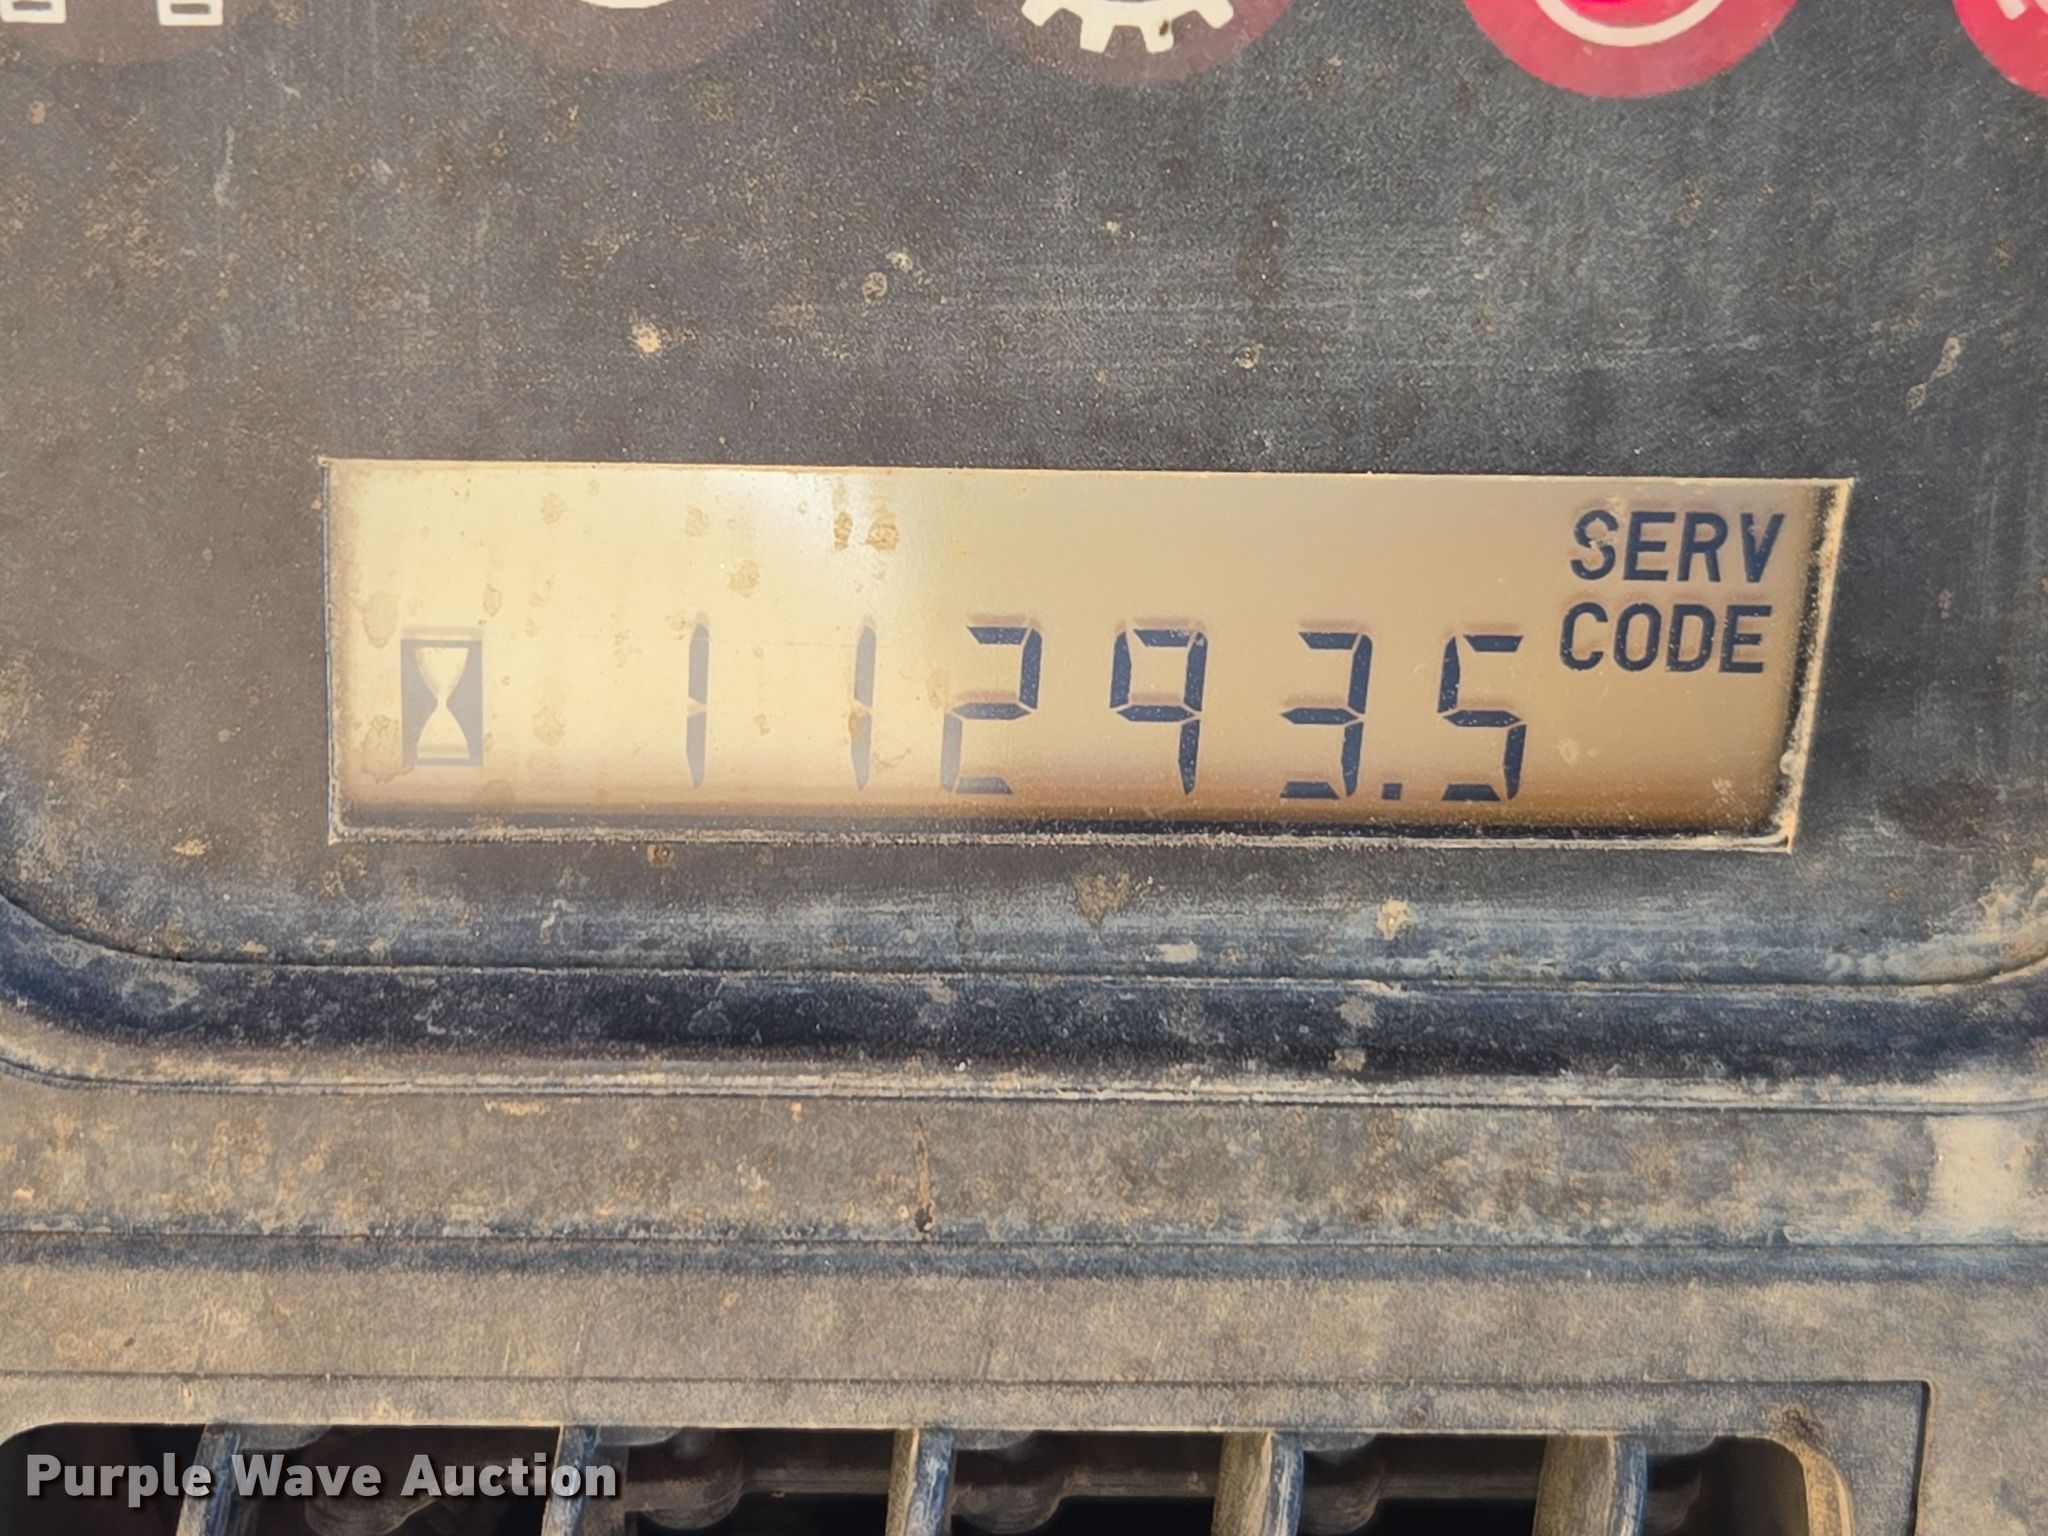 SERV
CODE
11293.5
Purple Wave Auction